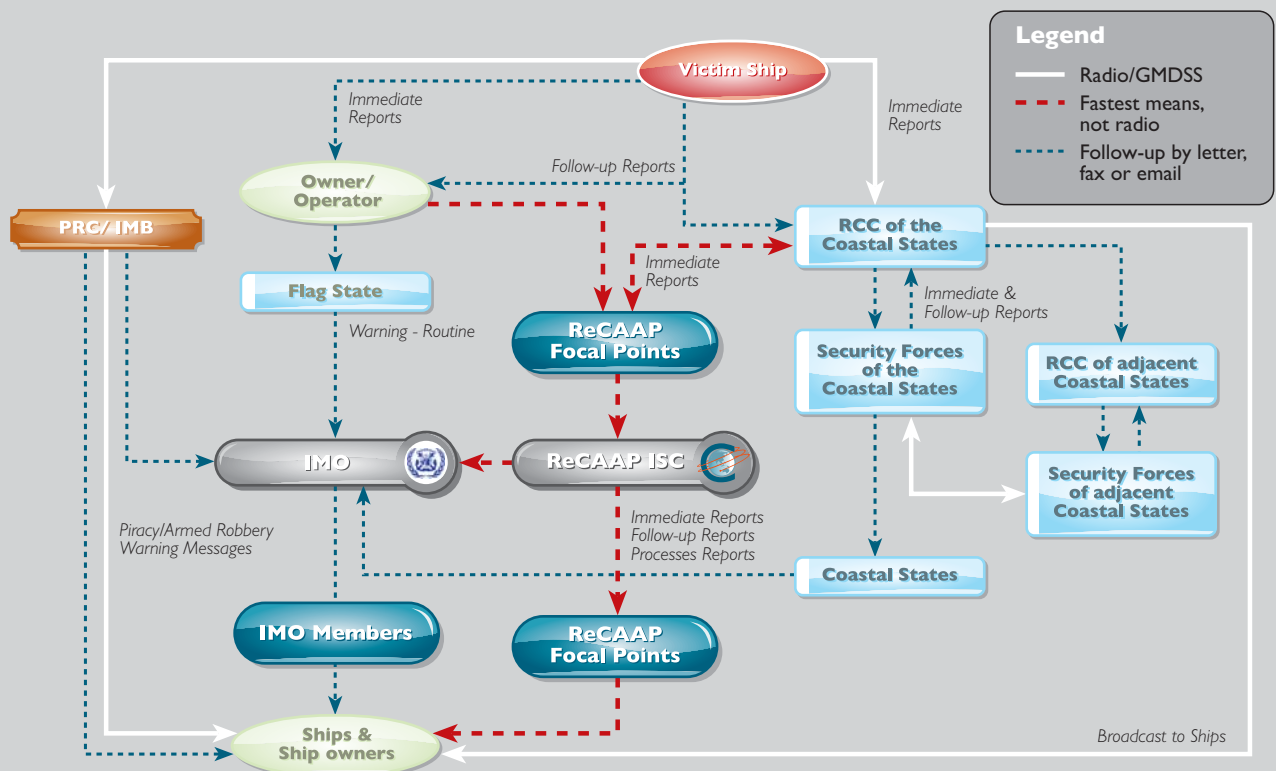 Legend
Radio/GMDSS
Fastest means,
not radio
Follow-up by letter,
fax or email
Victim Ship
Immediate
Reports
Immediate
Reports
Follow-up Reports
Owner/
Operator
PRC/IMB
RCC of the
Coastal States
Immediate
Reports
Flag State
Immediate &
Follow-up Reports
Warning - Routine
ReCAAP
Focal Points
Security Forces
of the
Coastal States
RCC of adjacent
Coastal States
IMO
ReCAAP ISC
Security Forces
of adjacent
Coastal States
Piracy/Armed Robbery
Warning Messages
Immediate Reports
Follow-up Reports
Processes Reports
Coastal States
IMO Members
ReCAAP
Focal Points
Ships &
Ship owners
Broadcast to Ships